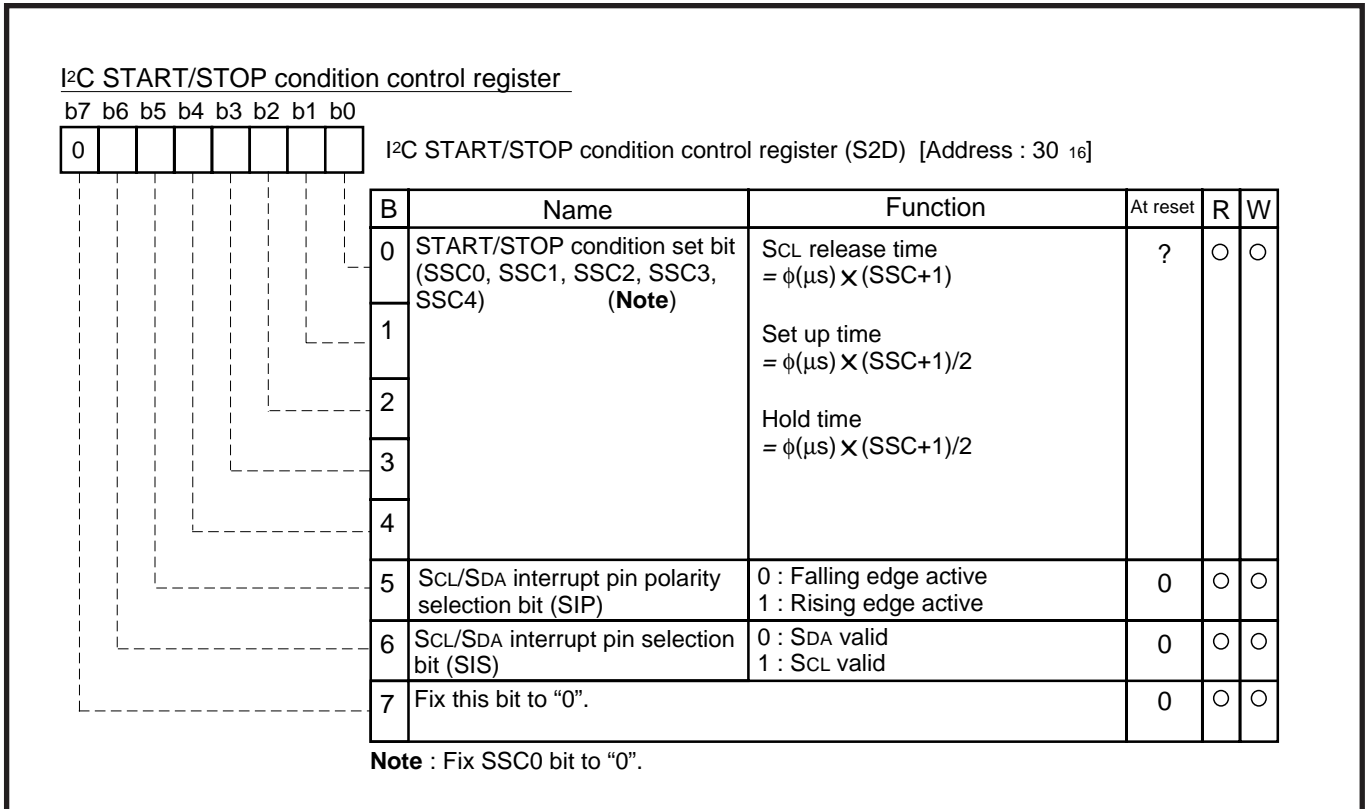 I2C START/STOP condition control register
b7 b6 b5 b4 b3 b2 b1 b0
0
I2C START/STOP condition control register (S2D) [Address : 30 16]
B Name Function At reset R W
0 START/STOP condition set bit (SSC0, SSC1, SSC2, SSC3, SSC4) (Note)
SCL release time
= ϕ(μs) × (SSC+1)
Set up time
= ϕ(μs) × (SSC+1)/2
Hold time
= ϕ(μs) × (SSC+1)/2
? ○ ○
1
2
3
4
5 SCL/SDA interrupt pin polarity selection bit (SIP)
0 : Falling edge active
1 : Rising edge active
0 ○ ○
6 SCL/SDA interrupt pin selection bit (SIS)
0 : SDA valid
1 : SCL valid
0 ○ ○
7 Fix this bit to “0”.
0 ○ ○
Note : Fix SSC0 bit to “0”.